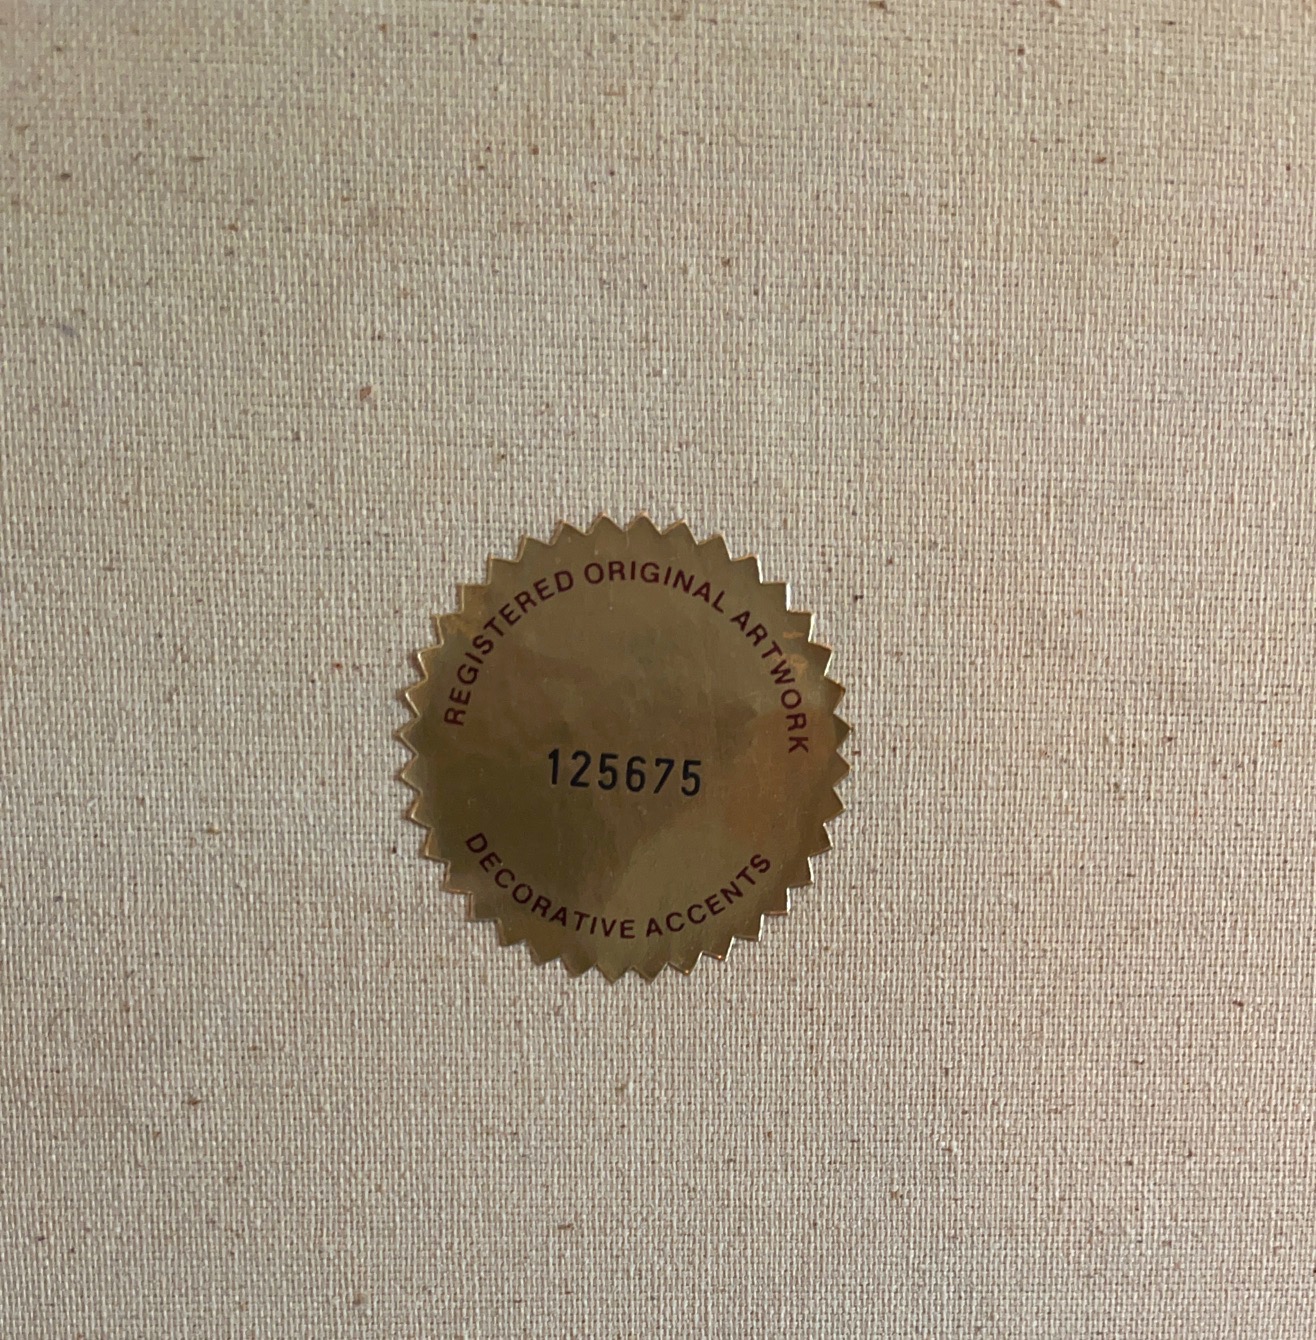 REGISTERED ORIGINAL ARTWORK
125675
DECORATIVE ACCENTS